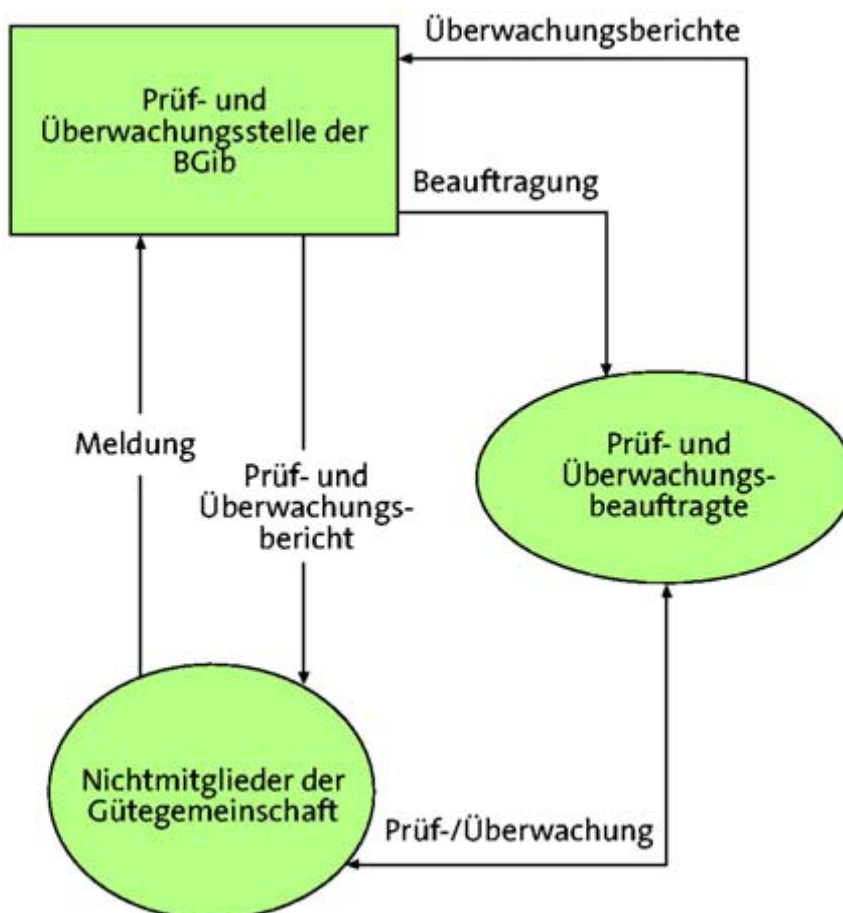 Überwachungsberichte
Prüf- und
Überwachungsstelle der
BGib
Beauftragung
Meldung
Prüf- und
Überwachungs-
bericht
Prüf- und
Überwachungs-
beauftragte
Nichtmitglieder der
Gütegemeinschaft
Prüf-/Überwachung